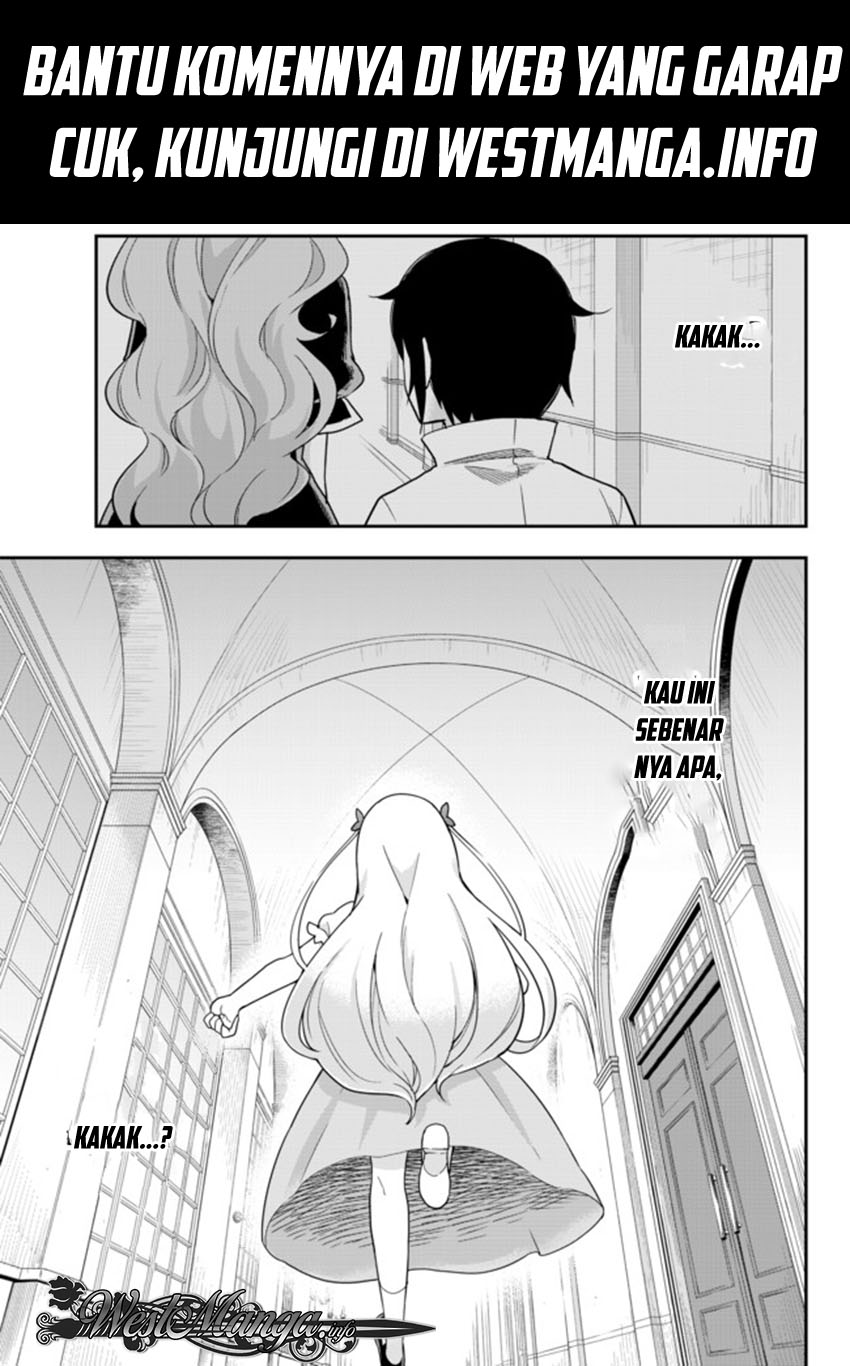 BANTU KOMENNYA DI WEB YANG GARAP
CUK, KUNJUNGI DI WESTMANGA.INFO
KAKAK...
KAU INI
SEBENAR
NYA APA,
KAKAK...?
WestManga.info